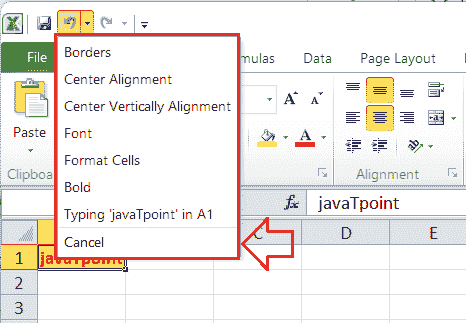 File
mulas
Data
Page Layout
Borders
Center Alignment
Center Vertically Alignment
Font
Format Cells
Bold
Typing 'javaTpoint' in A1
Cancel
Paste
Clipboa
A
A
A
Alignment
fx
javaTpoint
C
D
E
1
javaTpoint
2
3